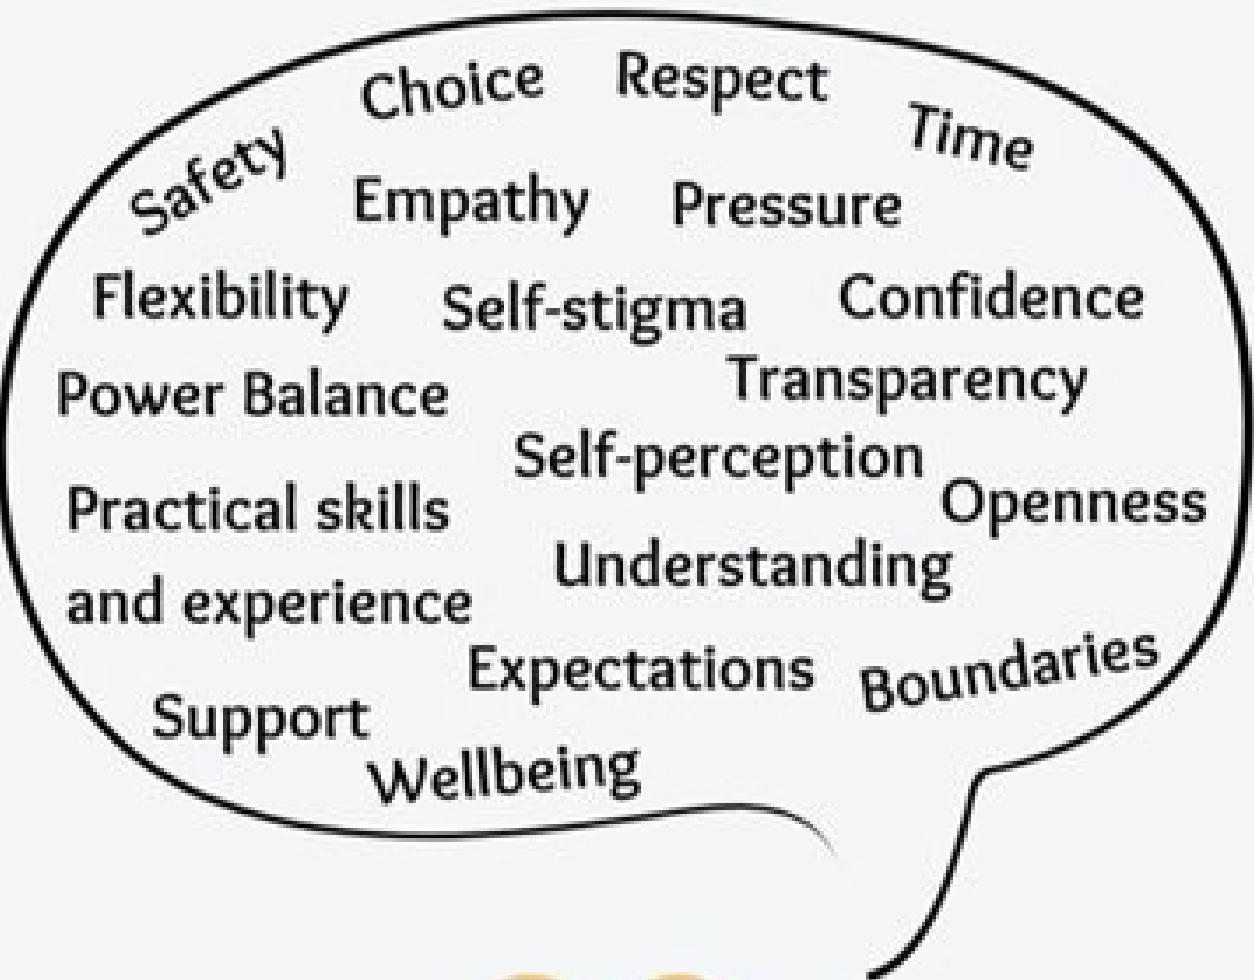 Choice Respect
Safety Time
Empathy Pressure
Flexibility Self-stigma Confidence
Power Balance Transparency
Self-perception
Practical skills Openness
and experience Understanding
Expectations Boundaries
Support
Wellbeing